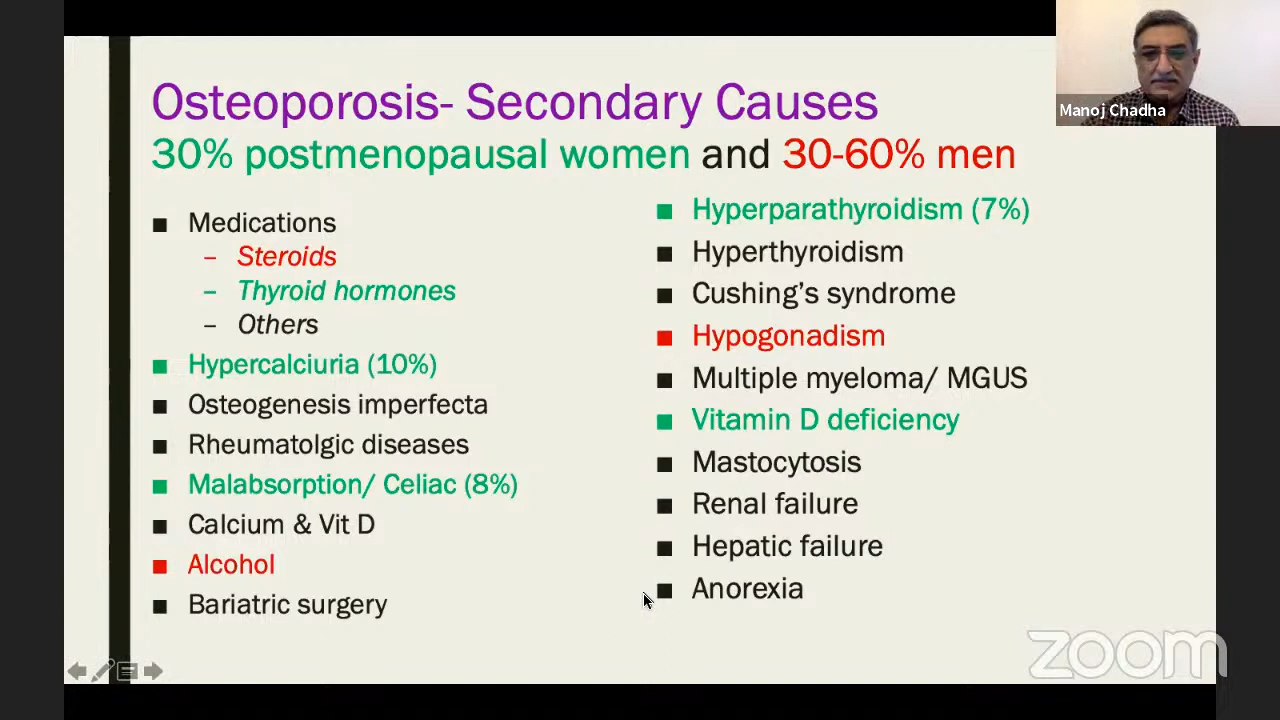 Osteoporosis- Secondary Causes
30% postmenopausal women and 30-60% men
■ Medications
– Steroids
– Thyroid hormones
– Others
■ Hypercalciuria (10%)
■ Osteogenesis imperfecta
■ Rheumatolgic diseases
■ Malabsorption/ Celiac (8%)
■ Calcium & Vit D
■ Alcohol
■ Bariatric surgery
■ Hyperparathyroidism (7%)
■ Hyperthyroidism
■ Cushing’s syndrome
■ Hypogonadism
■ Multiple myeloma/ MGUS
■ Vitamin D deficiency
■ Mastocytosis
■ Renal failure
■ Hepatic failure
■ Anorexia
Manoj Chadha
zoom